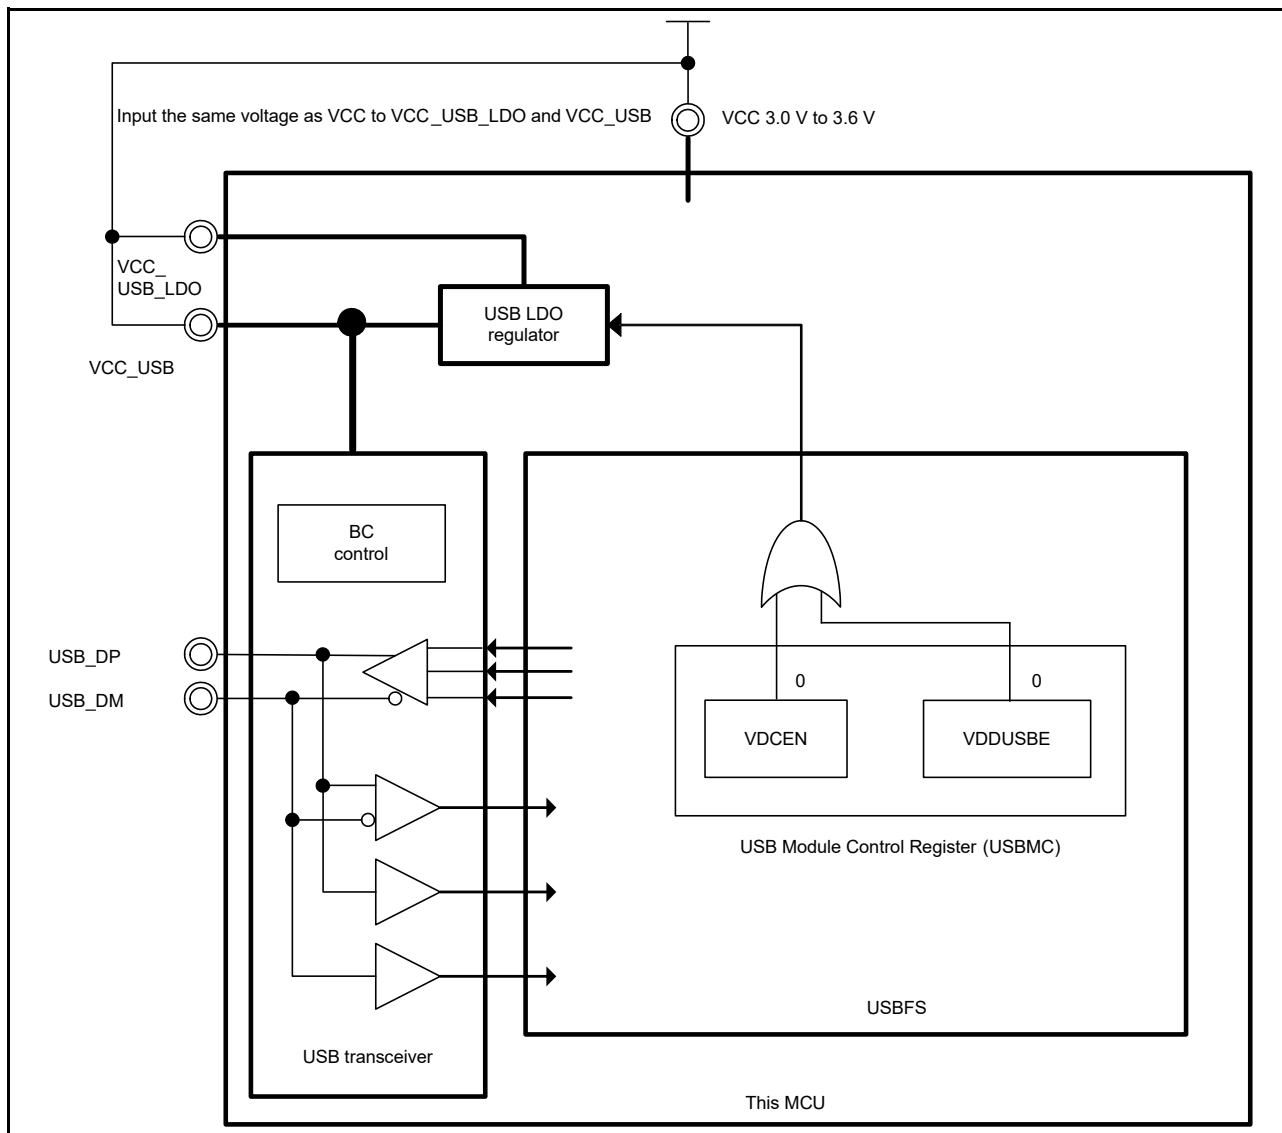 Input the same voltage as VCC to VCC_USB_LDO and VCC_USB
VCC 3.0 V to 3.6 V
VCC_
USB_LDO
USB LDO
regulator
VCC_USB
BC
control
USB_DP
USB_DM
0
0
VDCEN
VDDUSBE
USB Module Control Register (USBMC)
USBFS
USB transceiver
This MCU